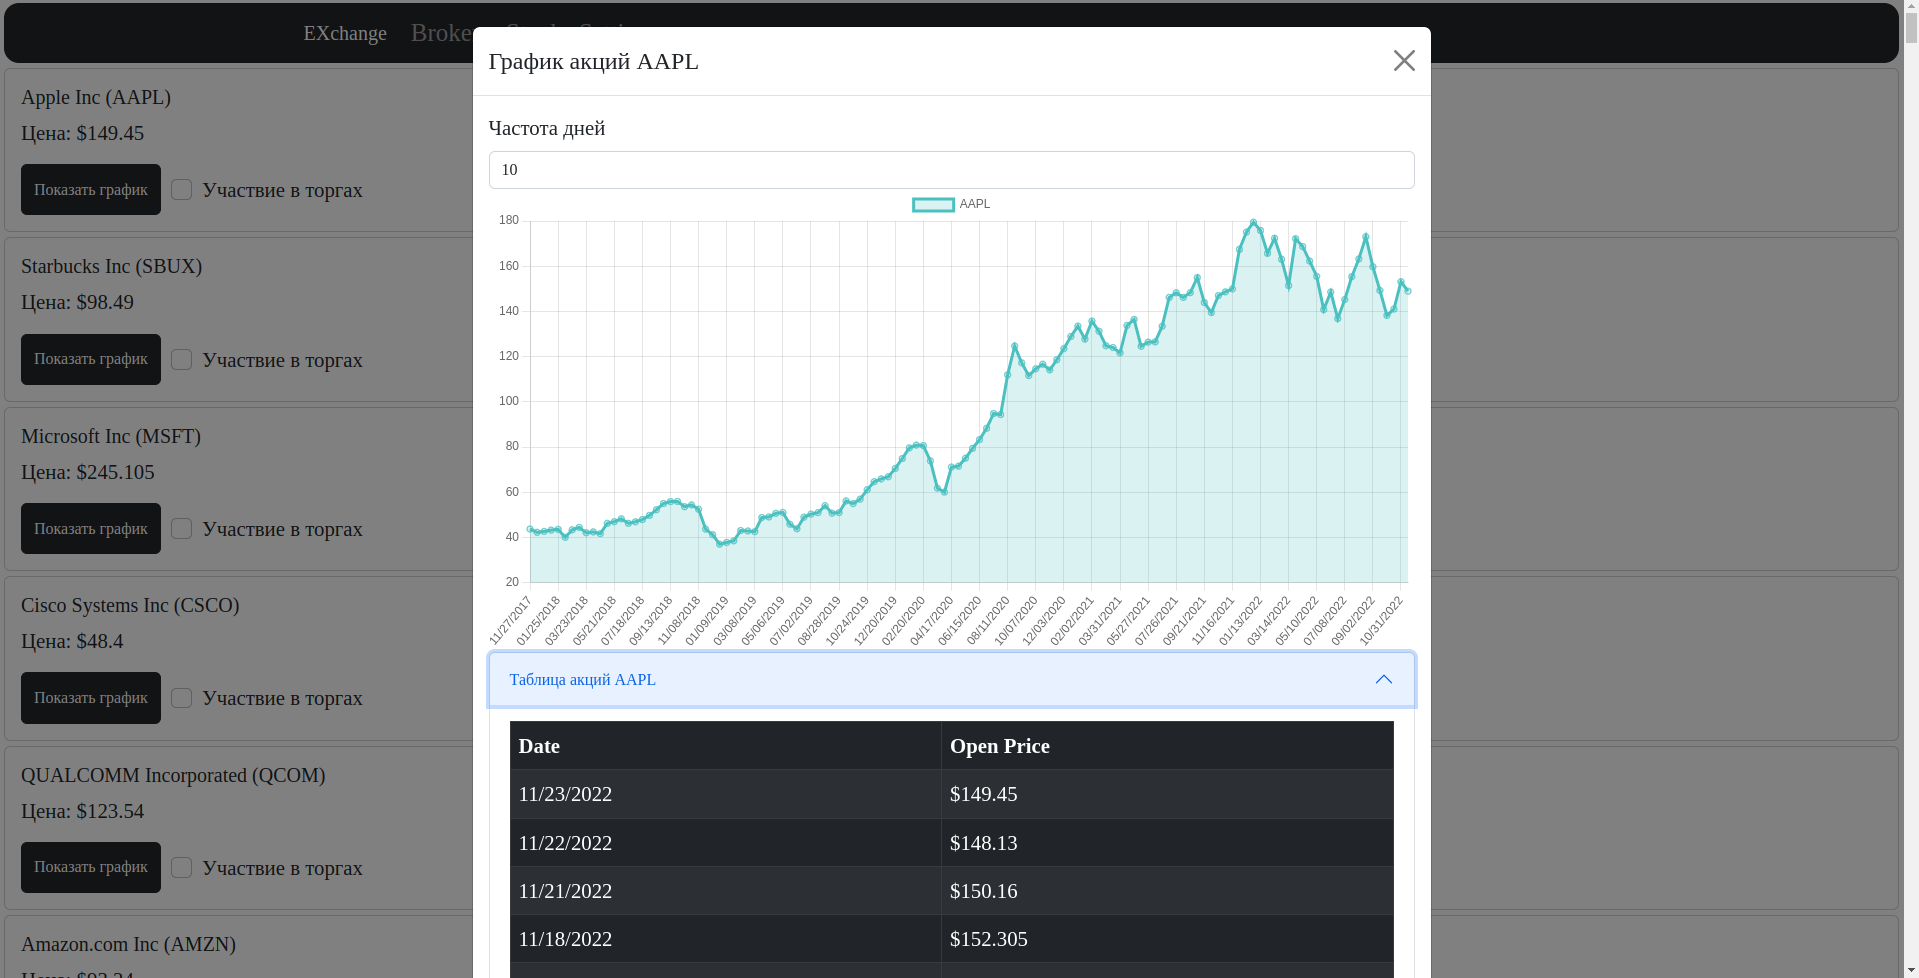 EXchange Broke
График акций AAPL
Apple Inc (AAPL)
Цена: $149.45
Показать график
Участие в торгах
Starbucks Inc (SBUX)
Цена: $98.49
Показать график
Участие в торгах
Microsoft Inc (MSFT)
Цена: $245.105
Показать график
Участие в торгах
Cisco Systems Inc (CSCO)
Цена: $48.4
Показать график
Участие в торгах
QUALCOMM Incorporated (QCOM)
Цена: $123.54
Показать график
Участие в торгах
Amazon.com Inc (AMZN)
Частота дней
10
AAPL
180
160
140
120
100
80
60
40
20
11/27/2017
01/25/2018
03/23/2018
05/21/2018
07/18/2018
09/13/2018
11/08/2018
01/09/2019
03/08/2019
05/06/2019
07/02/2019
08/28/2019
10/24/2019
12/20/2019
02/20/2020
04/17/2020
06/15/2020
08/11/2020
10/07/2020
12/03/2020
02/02/2021
03/31/2021
05/27/2021
07/26/2021
09/21/2021
11/16/2021
01/13/2022
03/14/2022
05/10/2022
07/08/2022
09/02/2022
10/31/2022
Таблица акций AAPL
Date Open Price
11/23/2022 $149.45
11/22/2022 $148.13
11/21/2022 $150.16
11/18/2022 $152.305